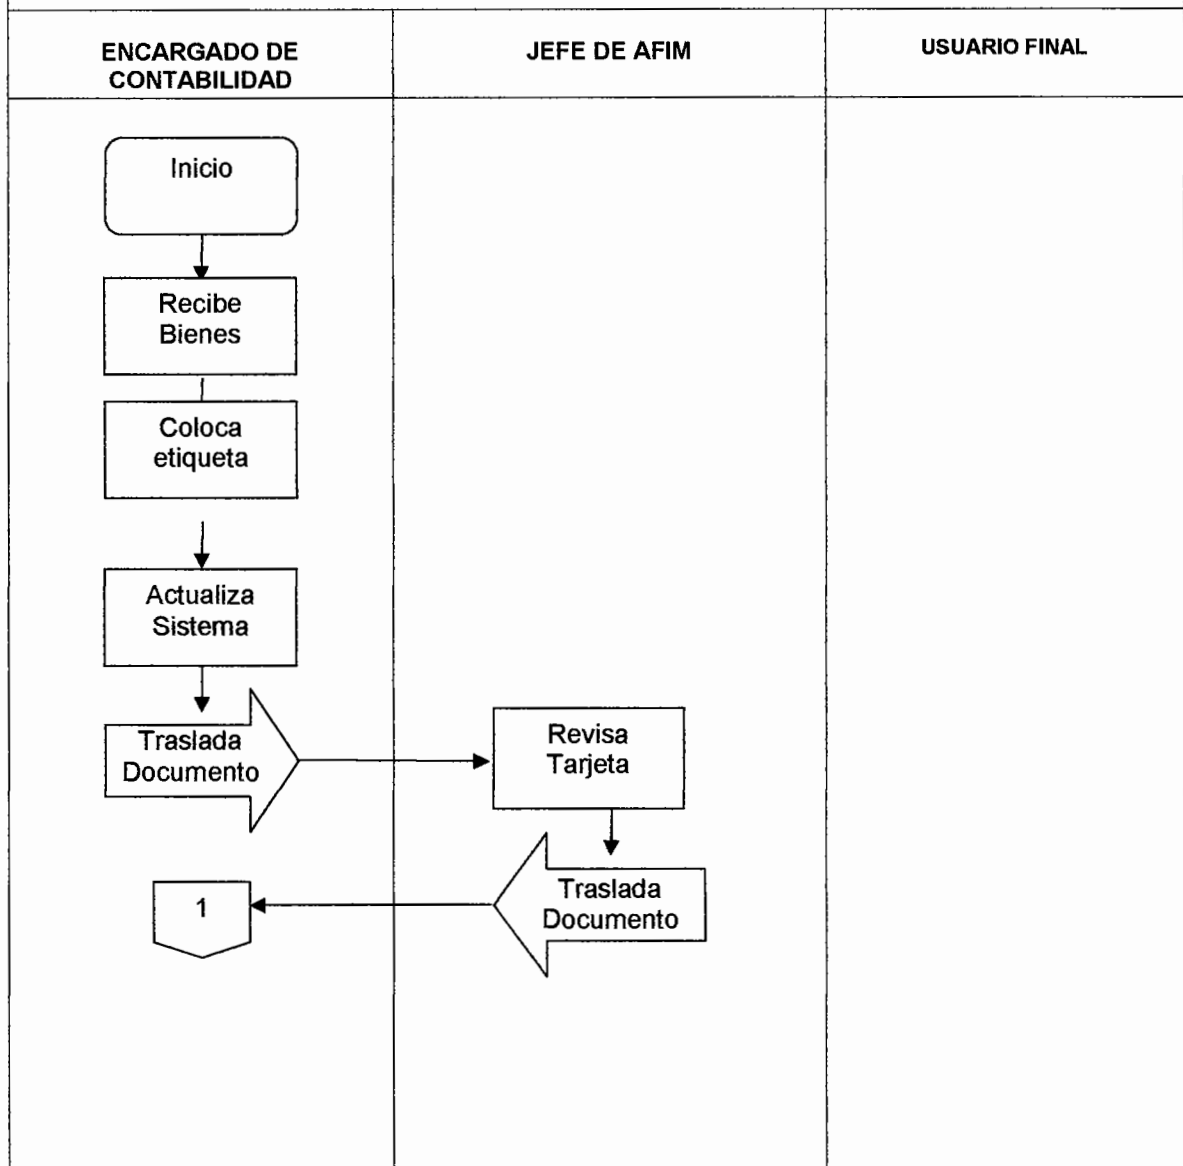 ENCARGADO DE
CONTABILIDAD
JEFE DE AFIM
USUARIO FINAL
Inicio
Recibe
Bienes
Coloca
etiqueta
Actualiza
Sistema
Traslada
Documento
Revisa
Tarjeta
Traslada
Documento
1